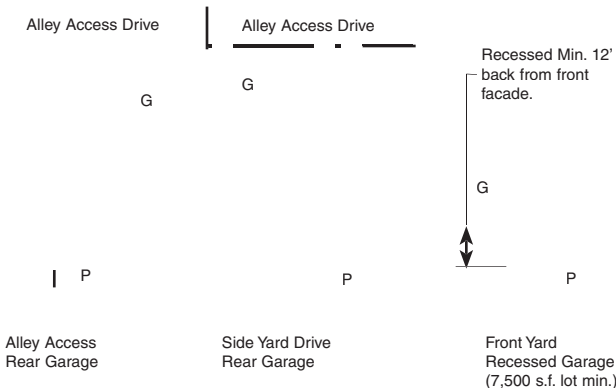 Alley Access Drive
Alley Access Drive
Recessed Min. 12'
back from front
facade.
G
G
G
P
P
P
Alley Access
Rear Garage
Side Yard Drive
Rear Garage
Front Yard
Recessed Garage
(7,500 s.f. lot min.)